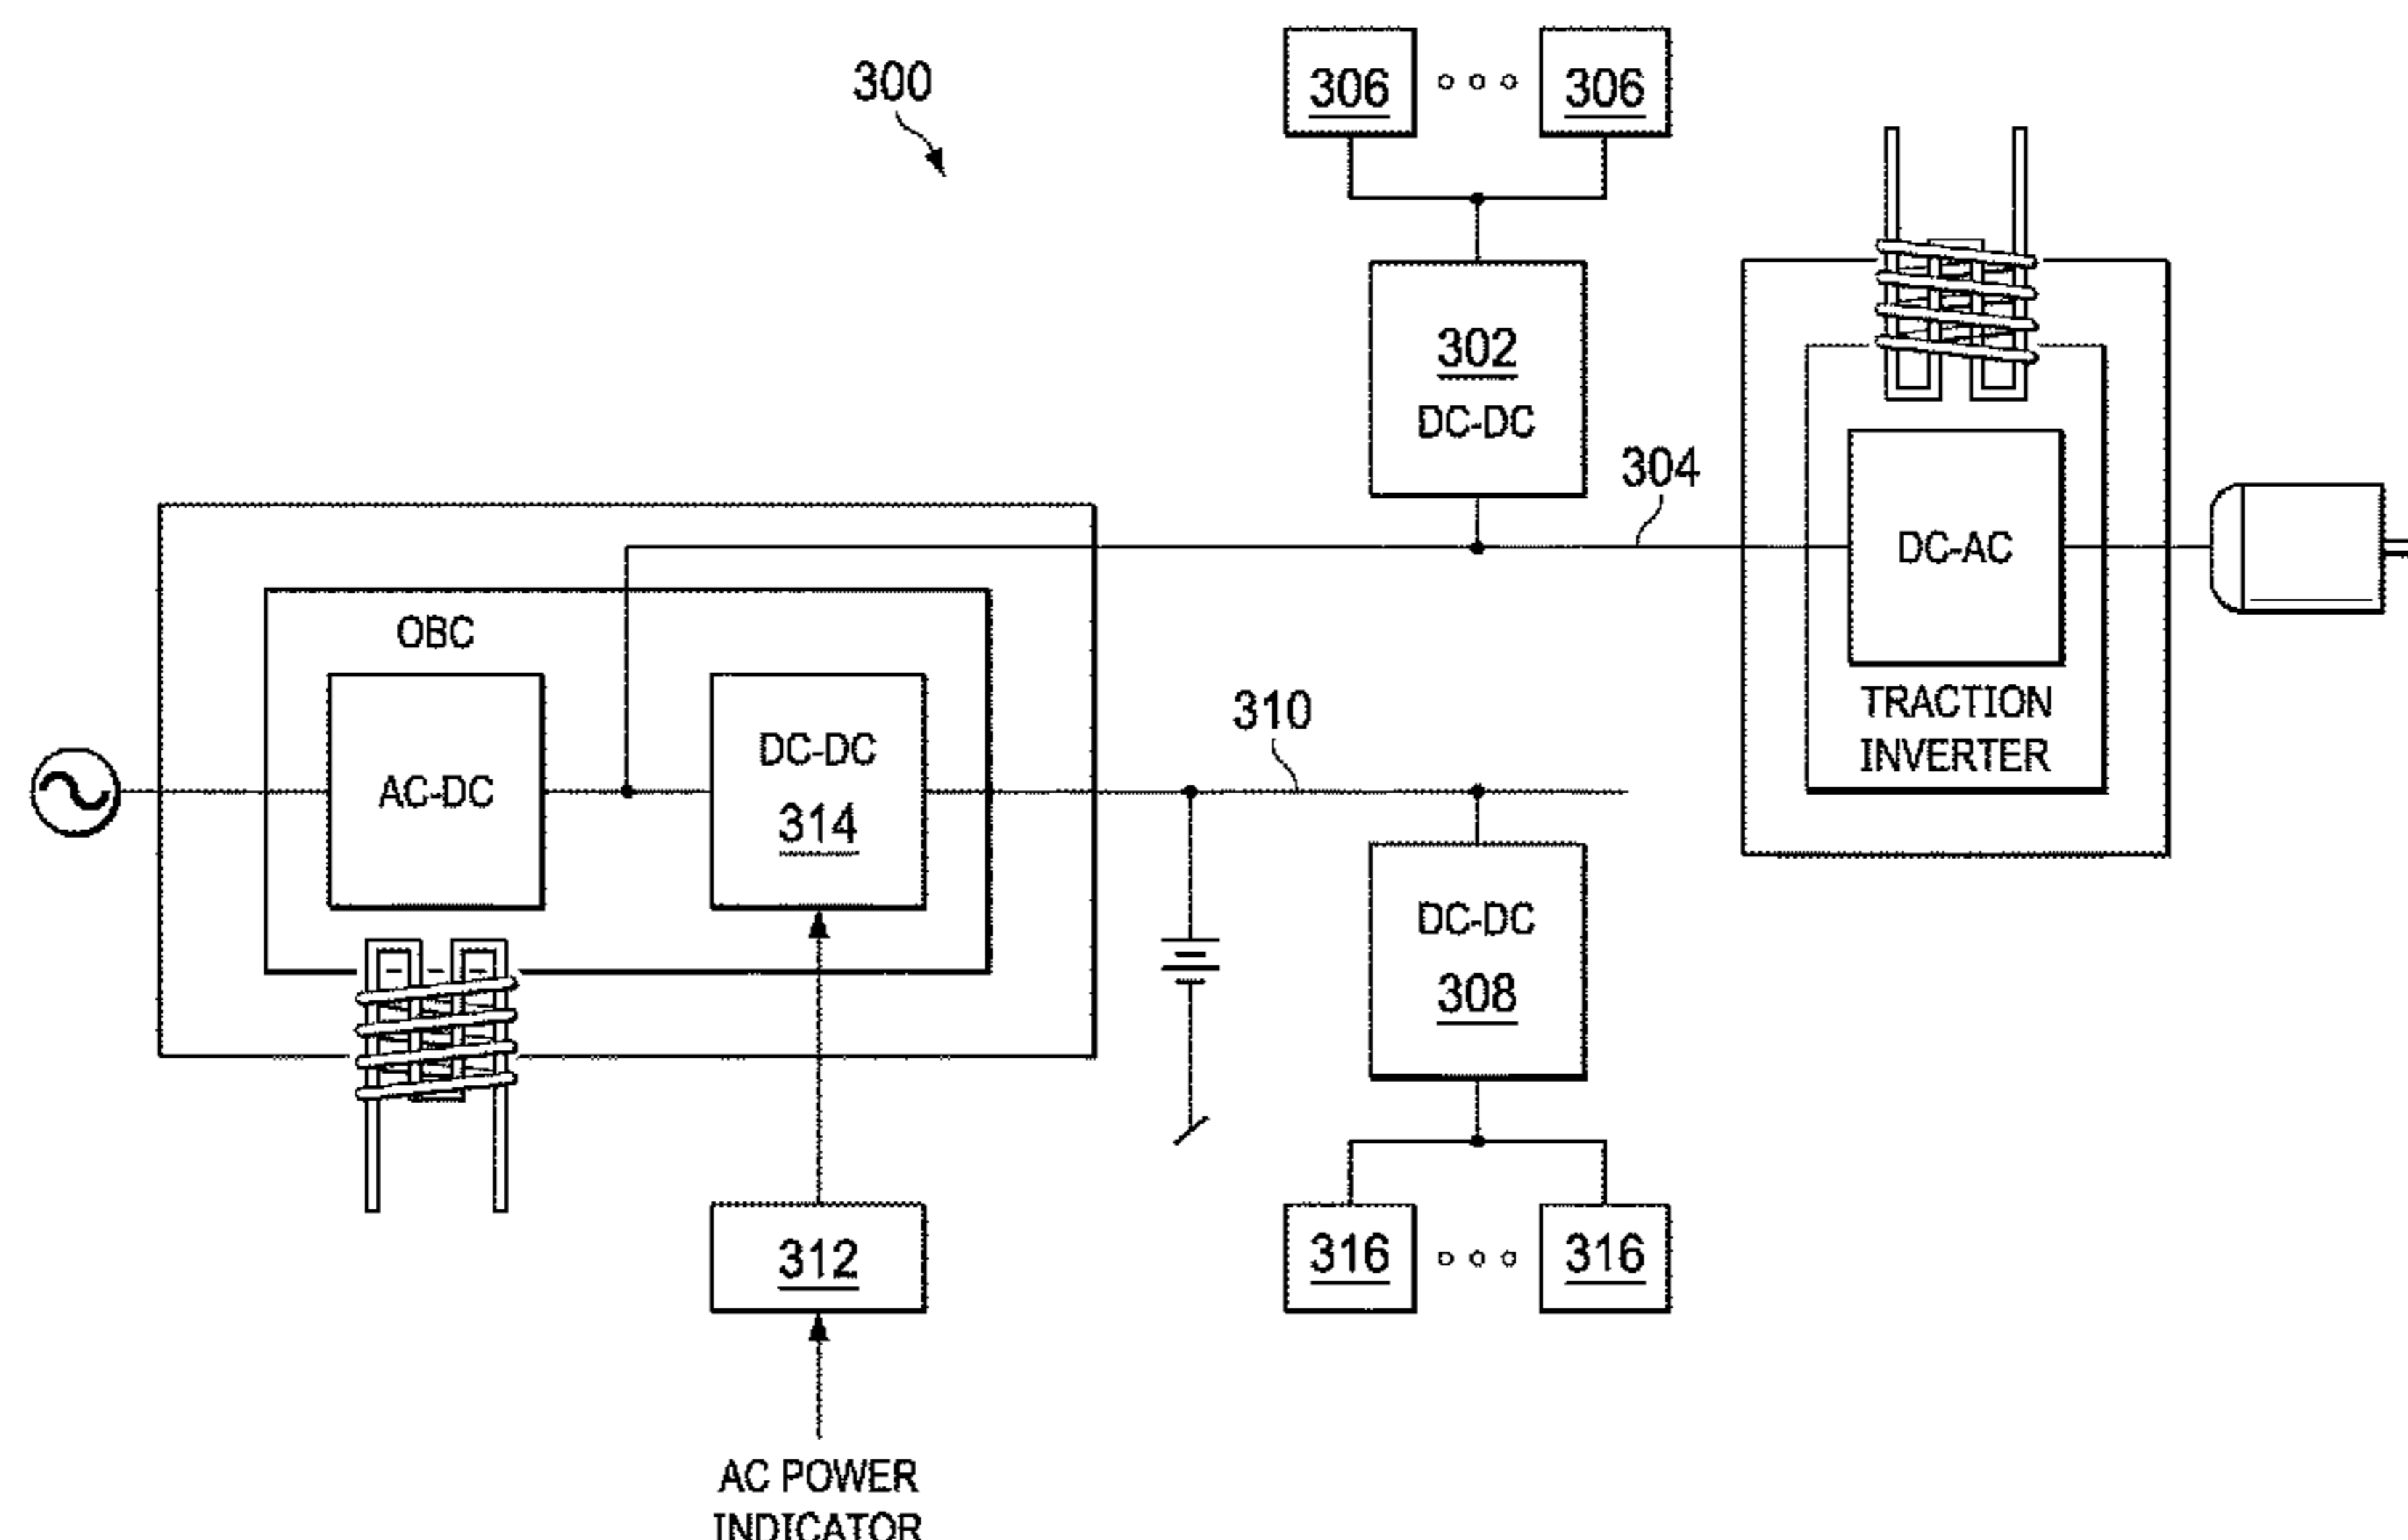 300
306
306
302
DC-DC
304
DC-AC
OBC
TRACTION
INVERTER
310
AC-DC
DC-DC
314
DC-DC
308
312
316
316
AC POWER
INDICATOR